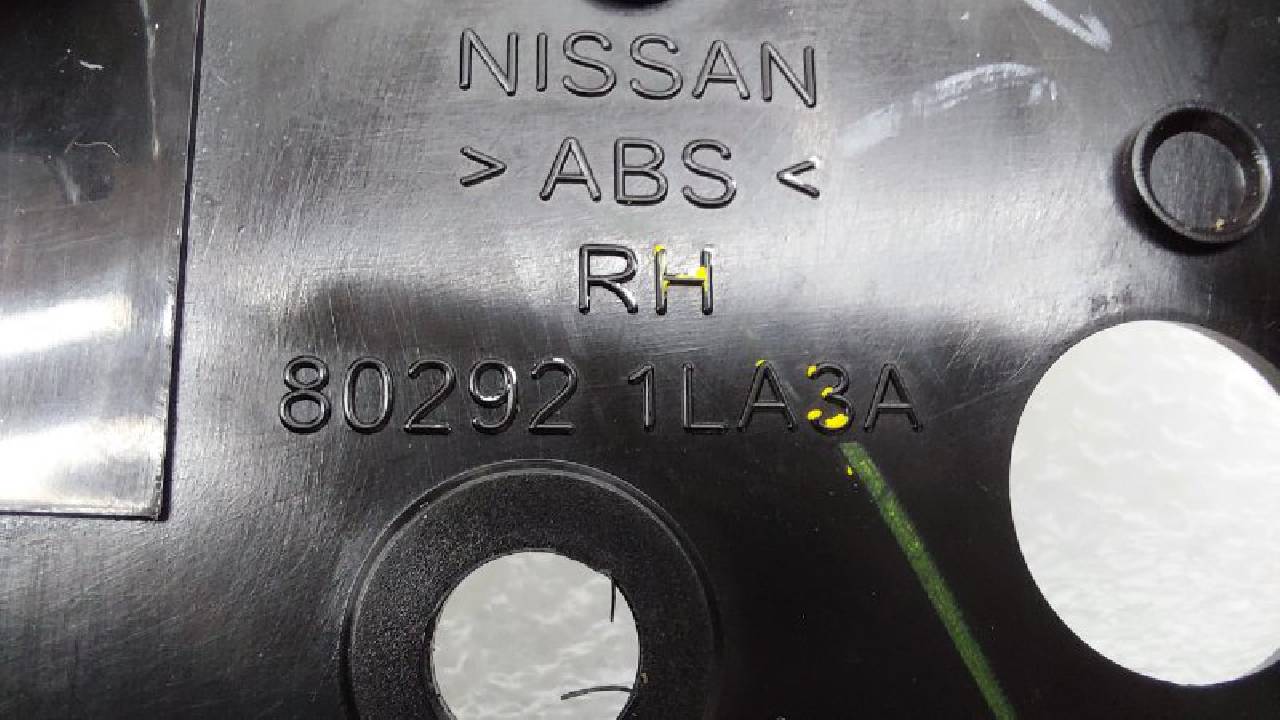 NISSAN
> ABS <
RH
80292 1LA3A